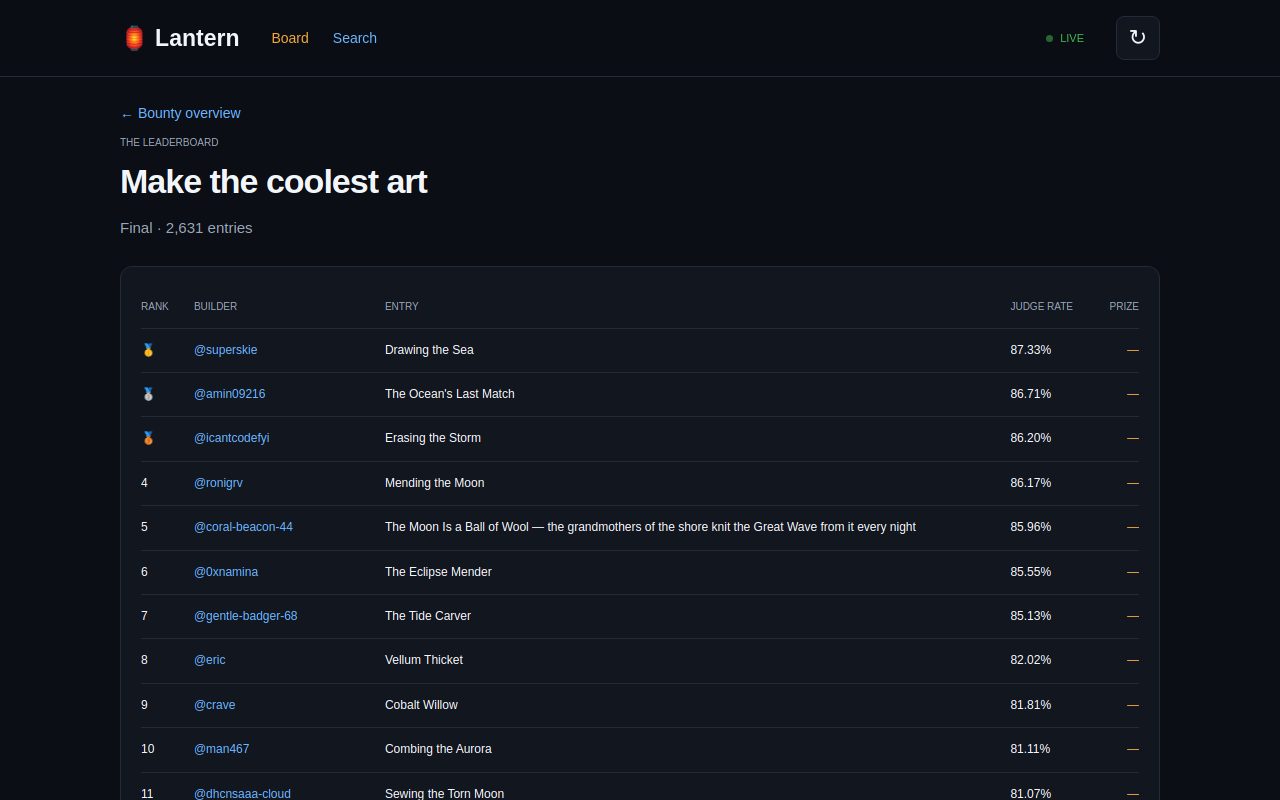 Lantern Board Search LIVE ↻
← Bounty overview
THE LEADERBOARD
Make the coolest art
Final · 2,631 entries
RANK BUILDER ENTRY JUDGE RATE PRIZE
🥇 @superskie Drawing the Sea 87.33% —
🥈 @amin09216 The Ocean's Last Match 86.71% —
🥉 @icantcodefyi Erasing the Storm 86.20% —
4 @ronigrv Mending the Moon 86.17% —
5 @coral-beacon-44 The Moon Is a Ball of Wool — the grandmothers of the shore knit the Great Wave from it every night 85.96% —
6 @0xnamina The Eclipse Mender 85.55% —
7 @gentle-badger-68 The Tide Carver 85.13% —
8 @eric Vellum Thicket 82.02% —
9 @crave Cobalt Willow 81.81% —
10 @man467 Combing the Aurora 81.11% —
11 @dhcnsaaa-cloud Sewing the Torn Moon 81.07% —